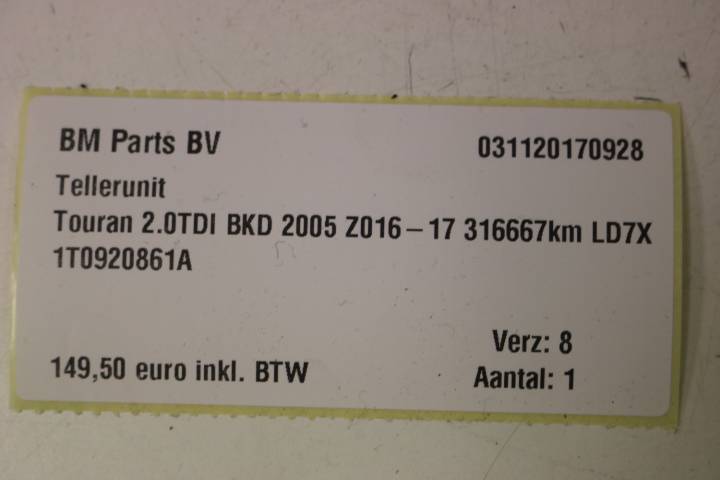 BM Parts BV 031120170928
Tellerunit
Touran 2.0TDI BKD 2005 Z016-17 316667km LD7X
1T0920861A
Verz: 8
149,50 euro inkl. BTW
Aantal: 1